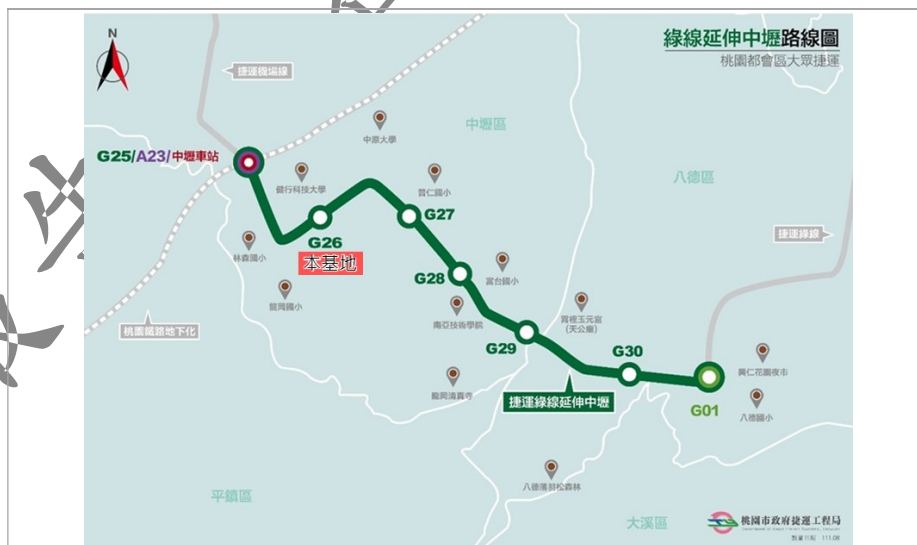 綠線延伸中壢路線圖
桃園都會區大眾捷運
N
捷運機場線
中原大學
中壢區
G25/A23/中壢車站
健行科技大學
普仁國小
八德區
G27
G26
本基地
捷運綠線
林森國小
G28
富台國小
龍岡國小
南亞技術學院
霄裡玉元宮
(天公廟)
桃園鐵路地下化
G29
G30
興仁花園夜市
龍岡清真寺
捷運綠線延伸中壢
G01
八德國小
八德落羽松森林
平鎮區
大溪區
桃園市政府捷運工程局